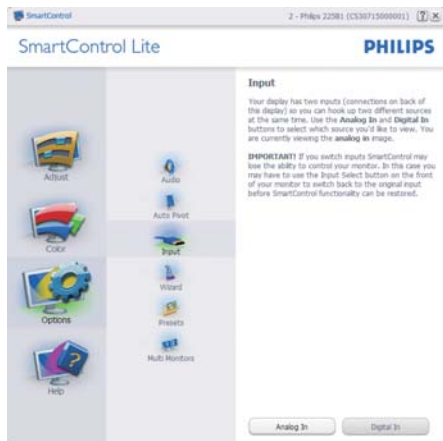 SmartControl
2 - Philips 225B1 (CS30715000001)
SmartControl Lite
PHILIPS
Adjust
Color
Options
Help
Audio
Auto Pivot
Input
Wizard
Presets
Multi Monitors
Input
Your display has two inputs (connections on back of
this display) so you can hook up two different sources
at the same time. Use the Analog In and Digital In
buttons to select which source you'd like to view. You
are currently viewing the analog in image.
IMPORTANT! If you switch inputs SmartControl may
lose the ability to control your monitor. In this case you
may have to use the Input Select button on the front
of your monitor to switch back to the original input
before SmartControl functionality can be restored.
Analog In
Digital In